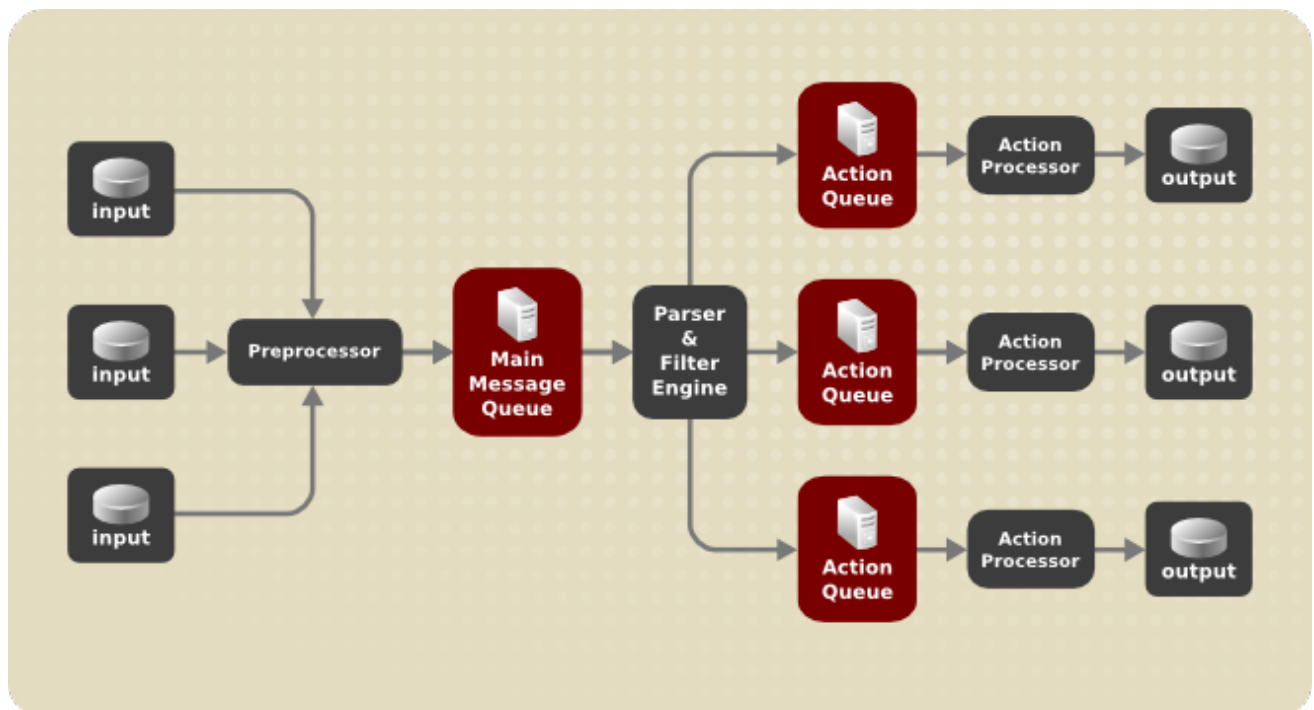 input
input
input
Preprocessor
Main
Message
Queue
Parser
&
Filter
Engine
Action
Queue
Action
Processor
output
Action
Queue
Action
Processor
output
Action
Queue
Action
Processor
output